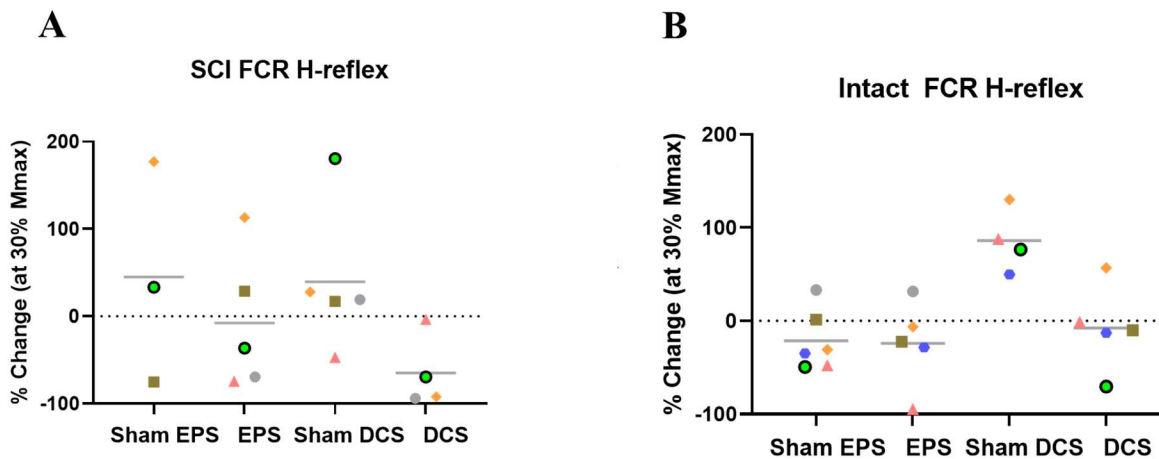 A
SCI FCR H-reflex
% Change (at 30% Mmax)
200
100
0
-100
Sham EPS EPS Sham DCS DCS
B
Intact FCR H-reflex
% Change (at 30% Mmax)
200
100
0
-100
Sham EPS EPS Sham DCS DCS